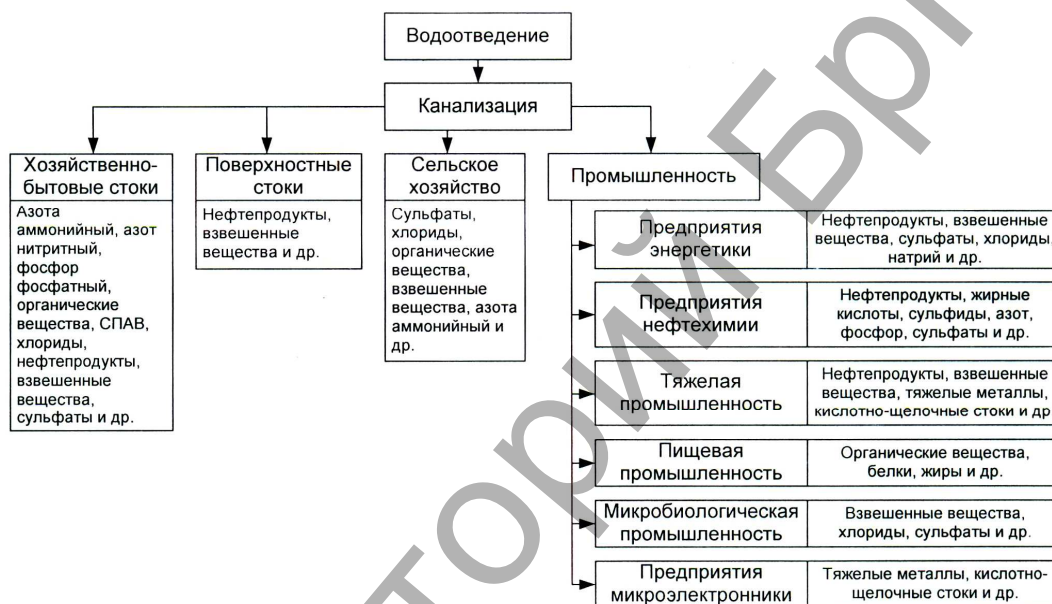 Водоотведение
Канализация
Хозяйственно-
бытовые стоки
Азота
аммонийный, азот
нитритный,
фосфор
фосфатный,
органические
вещества, СПАВ,
хлориды,
нефтепродукты,
взвешенные
вещества,
сульфаты и др.
Поверхностные
стоки
Нефтепродукты,
взвешенные
вещества и др.
Сельское
хозяйство
Сульфаты,
хлориды,
органические
вещества,
взвешенные
вещества, азота
аммонийный и
др.
Промышленность
Предприятия
энергетики
Нефтепродукты, взвешенные
вещества, сульфаты, хлориды,
натрий и др.
Предприятия
нефтехимии
Нефтепродукты, жирные
кислоты, сульфиды, азот,
фосфор, сульфаты и др.
Тяжелая
промышленность
Нефтепродукты, взвешенные
вещества, тяжелые металлы,
кислотно-щелочные стоки и др
Пищевая
промышленность
Органические вещества,
белки, жиры и др.
Микробиологическая
промышленность
Взвешенные вещества,
хлориды, сульфаты и др.
Предприятия
микроэлектронники
Тяжелые металлы, кислотно-
щелочные стоки и др.